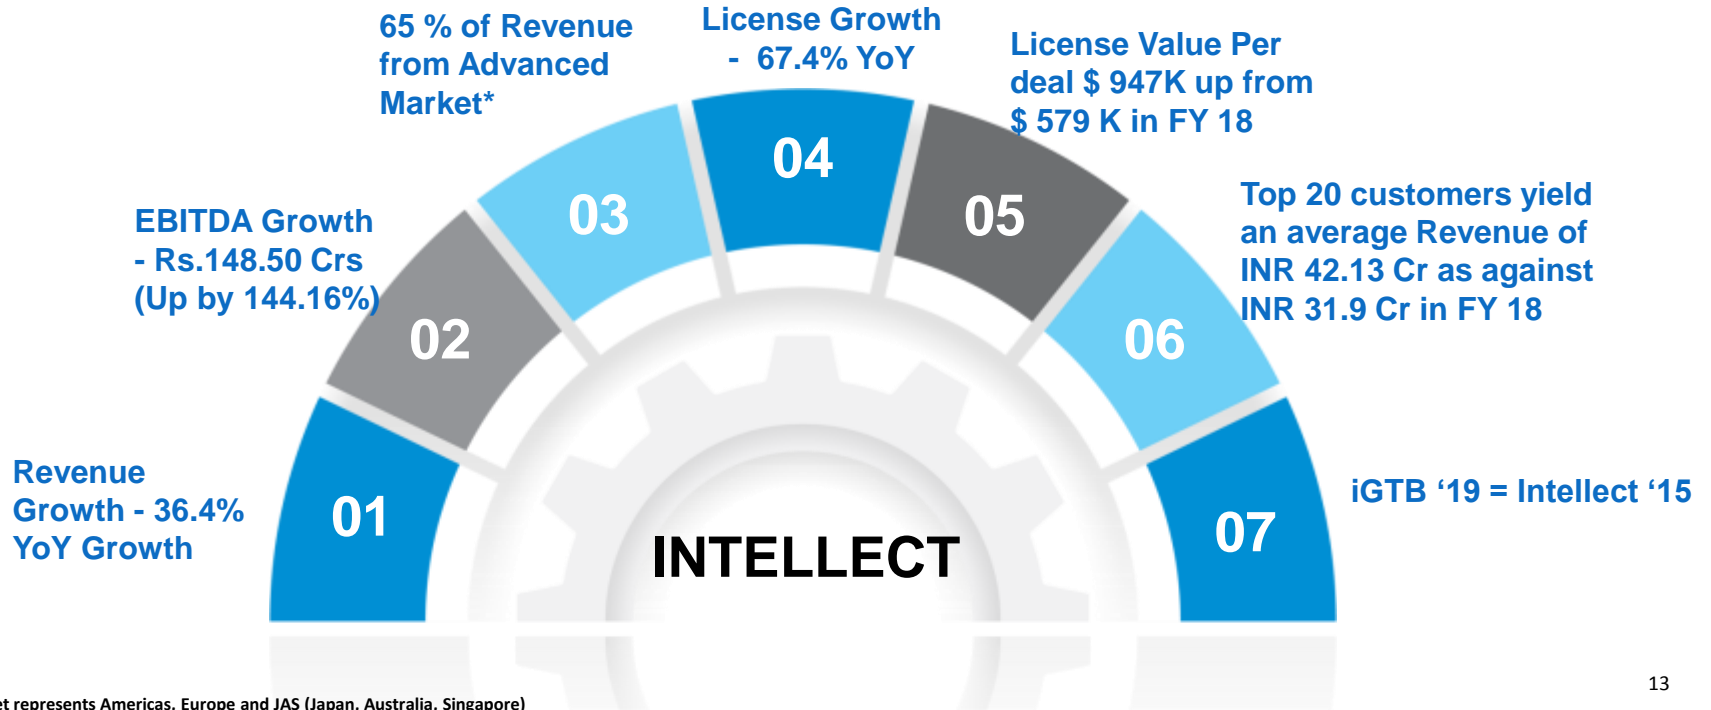 65 % of Revenue
from Advanced
Market*
License Growth
- 67.4% YoY
License Value Per
deal $ 947K up from
$ 579 K in FY 18
EBITDA Growth
- Rs.148.50 Crs
(Up by 144.16%)
Top 20 customers yield
an average Revenue of
INR 42.13 Cr as against
INR 31.9 Cr in FY 18
Revenue
Growth - 36.4%
YoY Growth
iGTB ‘19 = Intellect ‘15
01
02
03
04
05
06
07
INTELLECT
13
represents Americas, Europe and JAS (Japan, Australia, Singapore)